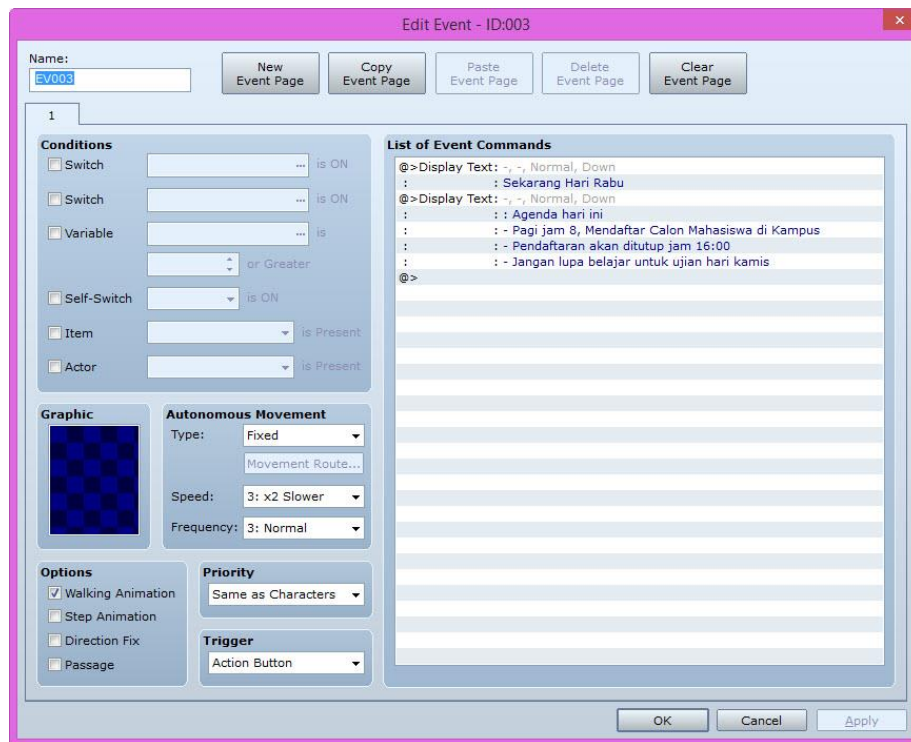 Edit Event - ID:003
×
Name:
EV003
New Event Page
Copy Event Page
Paste Event Page
Delete Event Page
Clear Event Page
1
Conditions
Switch ... is ON
Switch ... is ON
Variable ... is
or Greater
Self-Switch is ON
Item is Present
Actor is Present
Graphic
Autonomous Movement
Type: Fixed
Movement Route...
Speed: 3: x2 Slower
Frequency: 3: Normal
Options
Walking Animation
Step Animation
Direction Fix
Passage
Priority
Same as Characters
Trigger
Action Button
List of Event Commands
@>Display Text: -, -, Normal, Down
: : Sekarang Hari Rabu
@>Display Text: -, -, Normal, Down
: : : Agenda hari ini
: : - Pagi jam 8, Mendaftar Calon Mahasiswa di Kampus
: : - Pendaftaran akan ditutup jam 16:00
: : - Jangan lupa belajar untuk ujian hari kamis
@>
OK
Cancel
Apply